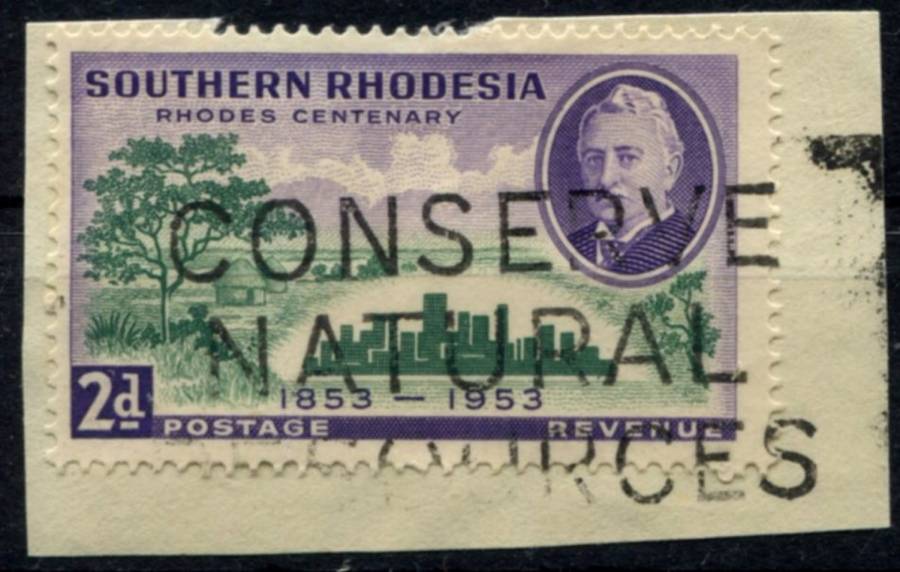 SOUTHERN RHODESIA
RHODES CENTENARY
CONSERVE
NATURAL
RESOURCES
1853 — 1953
2d
POSTAGE REVENUE